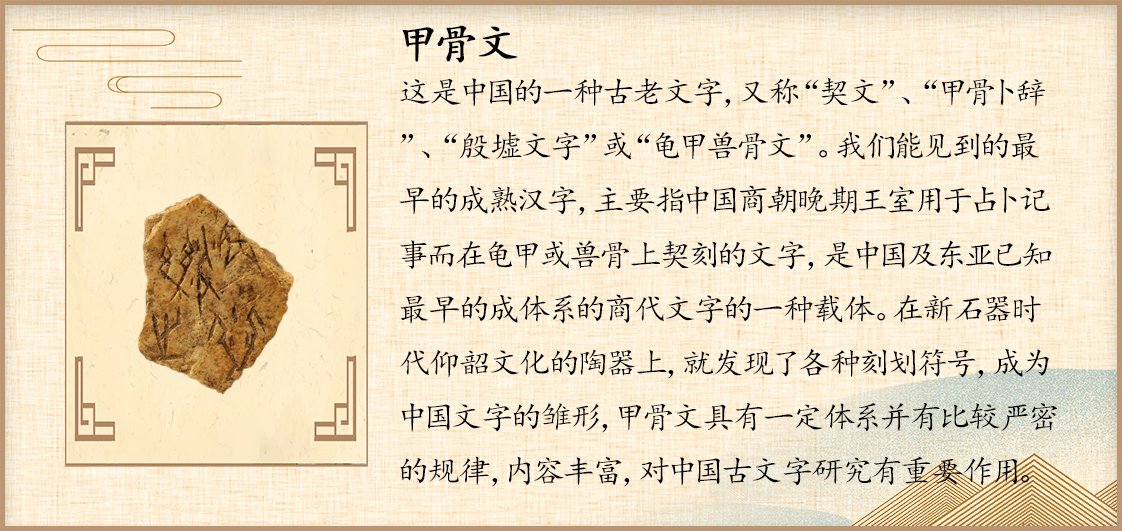 甲骨文
这是中国的一种古老文字，又称“契文”、“甲骨卜辞
”、“殷墟文字”或“龟甲兽骨文”。我们能见到的最
早的成熟汉字，主要指中国商朝晚期王室用于占卜记
事而在龟甲或兽骨上契刻的文字，是中国及东亚已知
最早的成体系的商代文字的一种载体。在新石器时
代仰韶文化的陶器上，就发现了各种刻划符号，成为
中国文字的雏形，甲骨文具有一定体系并有比较严密
的规律，内容丰富，对中国古文字研究有重要作用。